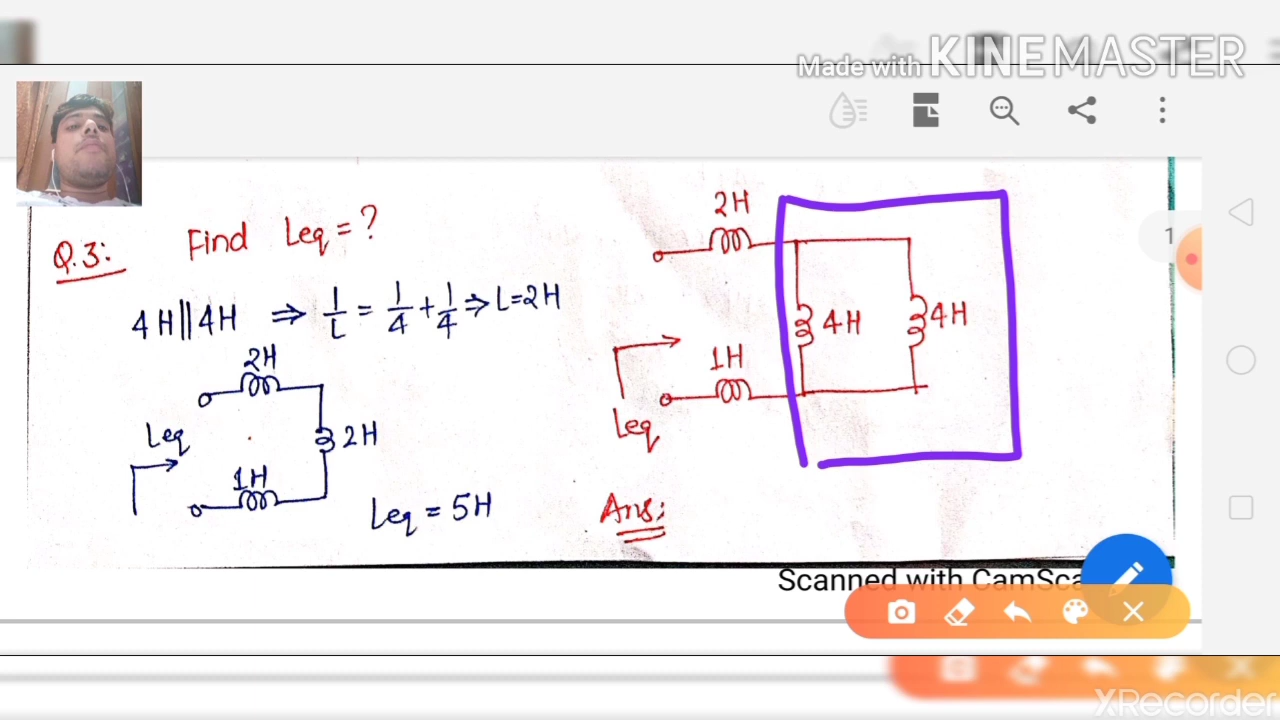 Made with KINEMASTER
1
Q.3: Find Leq = ?
4H || 4H ⇒ 1/L = 1/4 + 1/4 ⇒ L=2H
2H
Leq
2H
1H
Leq = 5H
2H
4H
4H
1H
Leq
Ans:
Scanned with CamSca
XRecorder